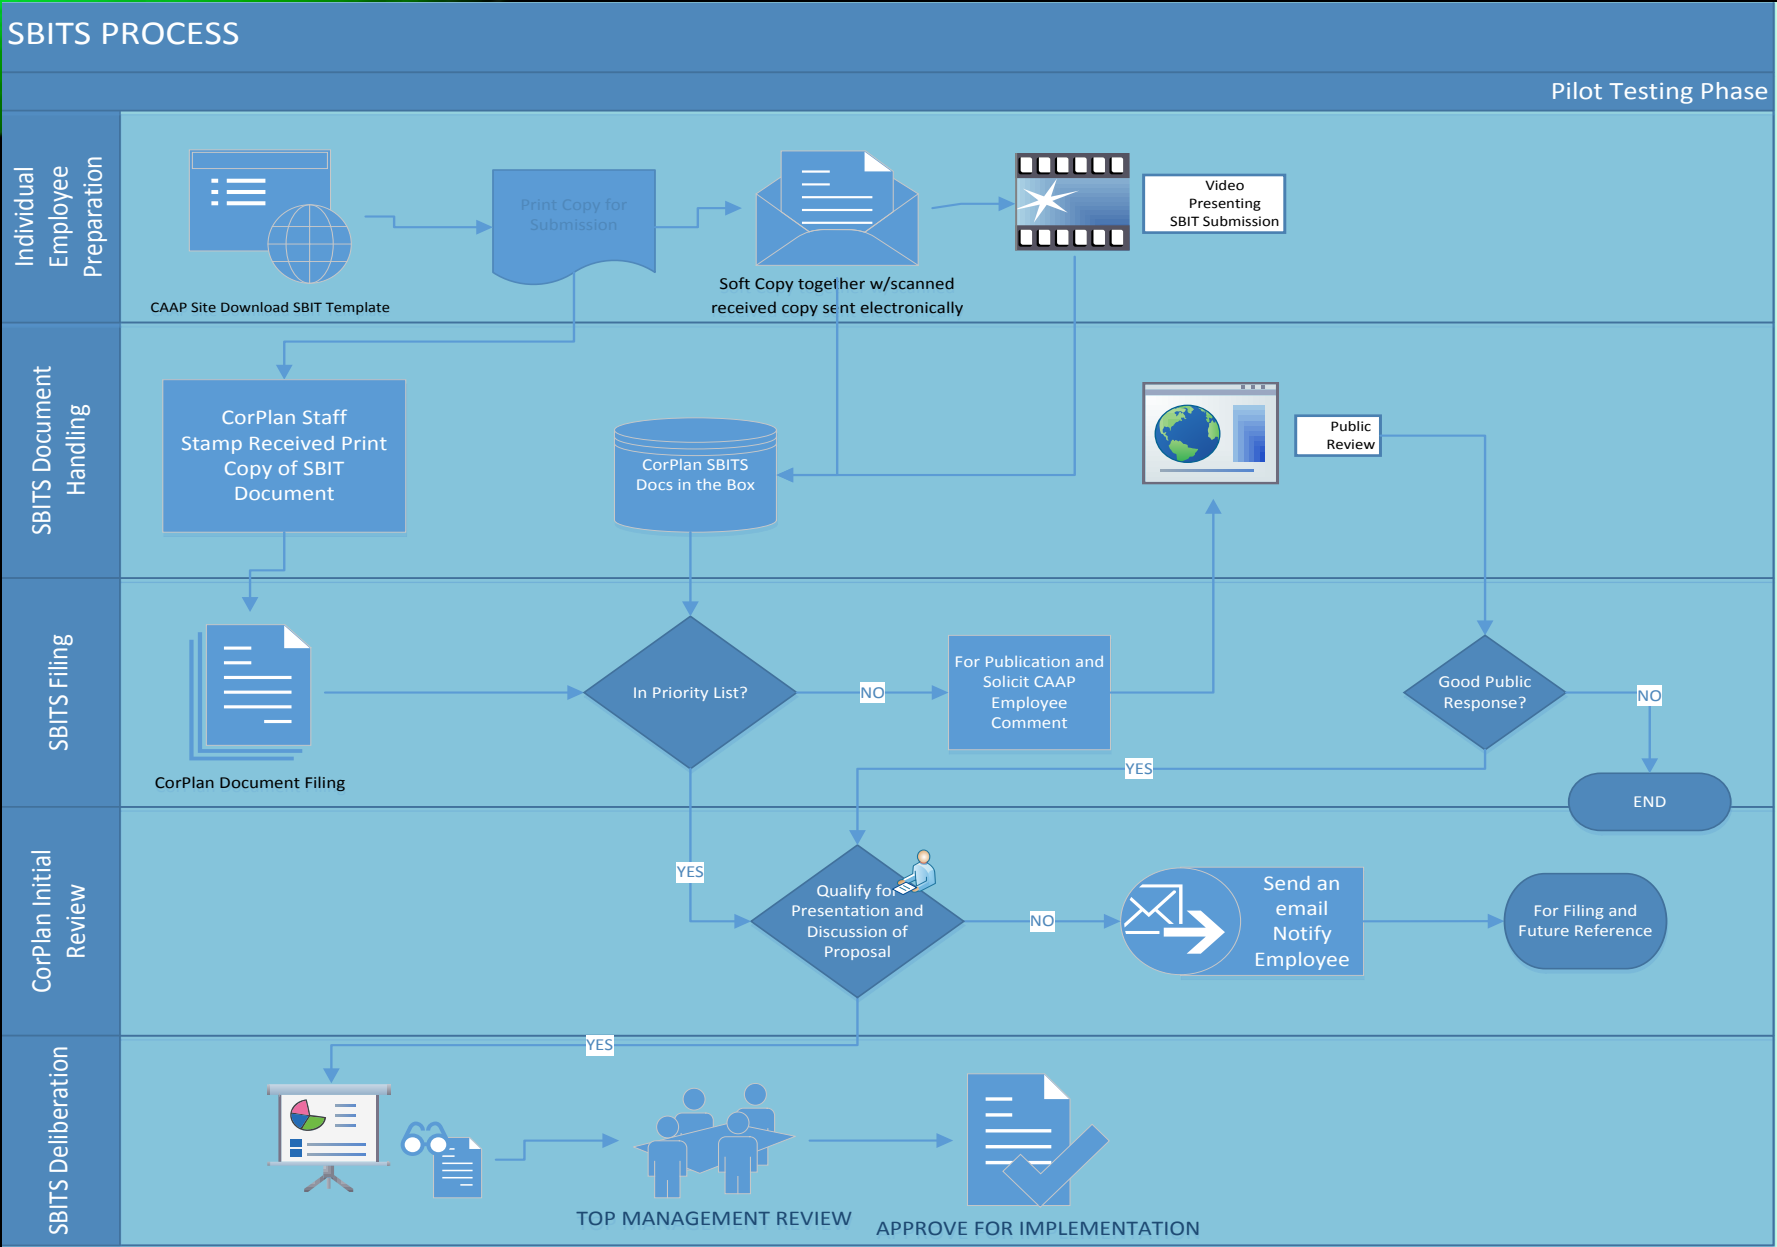 SBITS PROCESS
Pilot Testing Phase
Individual
Employee
Preparation
CAAP Site Download SBIT Template
Print Copy for
Submission
Soft Copy together w/scanned
received copy sent electronically
Video
Presenting
SBIT Submission
SBITS Document
Handling
CorPlan Staff
Stamp Received Print
Copy of SBIT
Document
CorPlan SBITS
Docs in the Box
Public
Review
SBITS Filing
CorPlan Document Filing
In Priority List?
NO
For Publication and
Solicit CAAP
Employee
Comment
Good Public
Response?
NO
YES
END
CorPlan Initial
Review
YES
Qualify for
Presentation and
Discussion of
Proposal
NO
Send an
email
Notify
Employee
For Filing and
Future Reference
SBITS Deliberation
YES
TOP MANAGEMENT REVIEW
APPROVE FOR IMPLEMENTATION